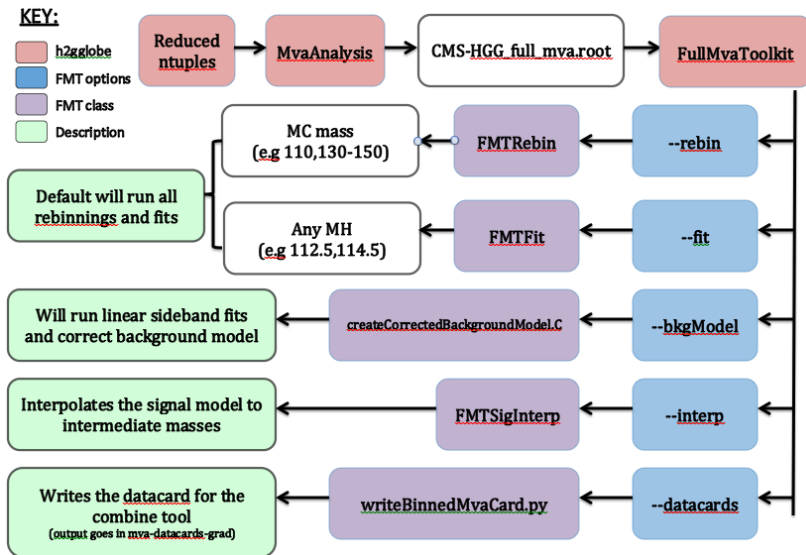 KEY:
h2gglobe
FMT options
FMT class
Description
Reduced
ntuples
MvaAnalysis
CMS-HGG_full_mva.root
FullMvaToolkit
MC mass
(e.g 110,130-150)
FMTRebin
--rebin
Default will run all
rebinnings and fits
Any MH
(e.g 112.5,114.5)
FMTFit
--fit
Will run linear sideband fits
and correct background model
createCorrectedBackgroundModel.C
--bkgModel
Interpolates the signal model to
intermediate masses
FMTSigInterp
--interp
Writes the datacard for the
combine tool
(output goes in mva-datacards-grad)
writeBinnedMvaCard.py
--datacards